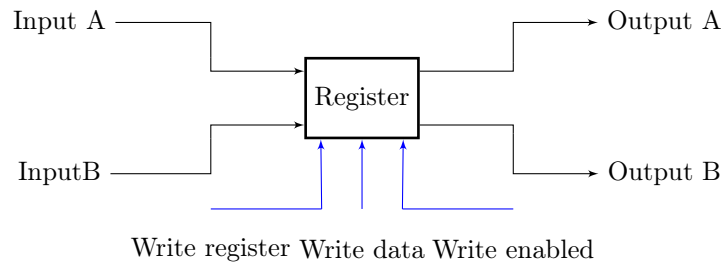 Input A
Output A
Register
InputB
Output B
Write register
Write data
Write enabled